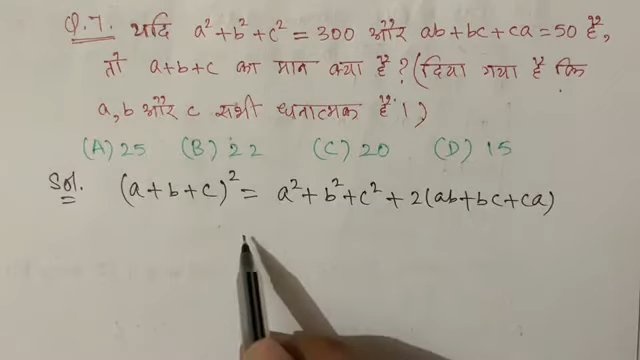 Q.7. यदि a²+b²+c² = 300 और ab+bc+ca = 50 है,
तो a+b+c का मान क्या है? (दिया गया है कि
a, b और c सभी धनात्मक हैं।)
(A) 25 (B) 22 (C) 20 (D) 15
Sol. (a+b+c)² = a²+b²+c²+2(ab+bc+ca)